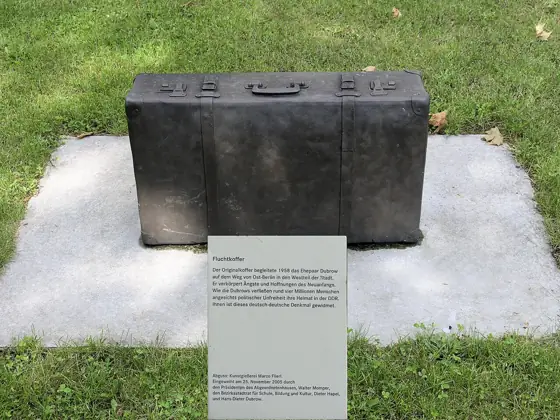 Fluchtkoffer
Der Originalkoffer begleitete 1958 das Ehepaar Dubrow
auf dem Weg von Ost-Berlin in den Westteil der Stadt.
Er verkörpert Ängste und Hoffnungen des Neuanfangs.
Wie die Dubrows verließen rund vier Millionen Menschen
angesichts politischer Unfreiheit ihre Heimat in der DDR.
Ihnen ist dieses deutsch-deutsche Denkmal gewidmet.
Abguss: Kunstgießerei Marco Flierl
Eingeweiht am 25. November 2005 durch
den Präsidenten des Abgeordnetenhauses, Walter Momper,
den Bezirksstadtrat für Schule, Bildung und Kultur, Dieter Hapel,
und Hans-Dieter Dubrow.